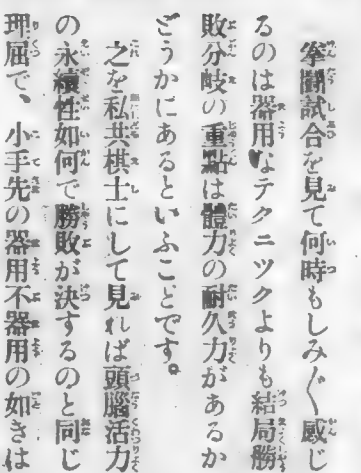 拳鬪試合を見て何時もしみ〴〵感じ
るのは器用なテクニックよりも結局勝
敗分岐の重點は體力の耐久力があるか
どうかにあるといふことです。
之を私共棋士にして見れば頭腦活力
の永續性如何で勝敗が決するのと同じ
理屈で、小手先の器用不器用の如きは